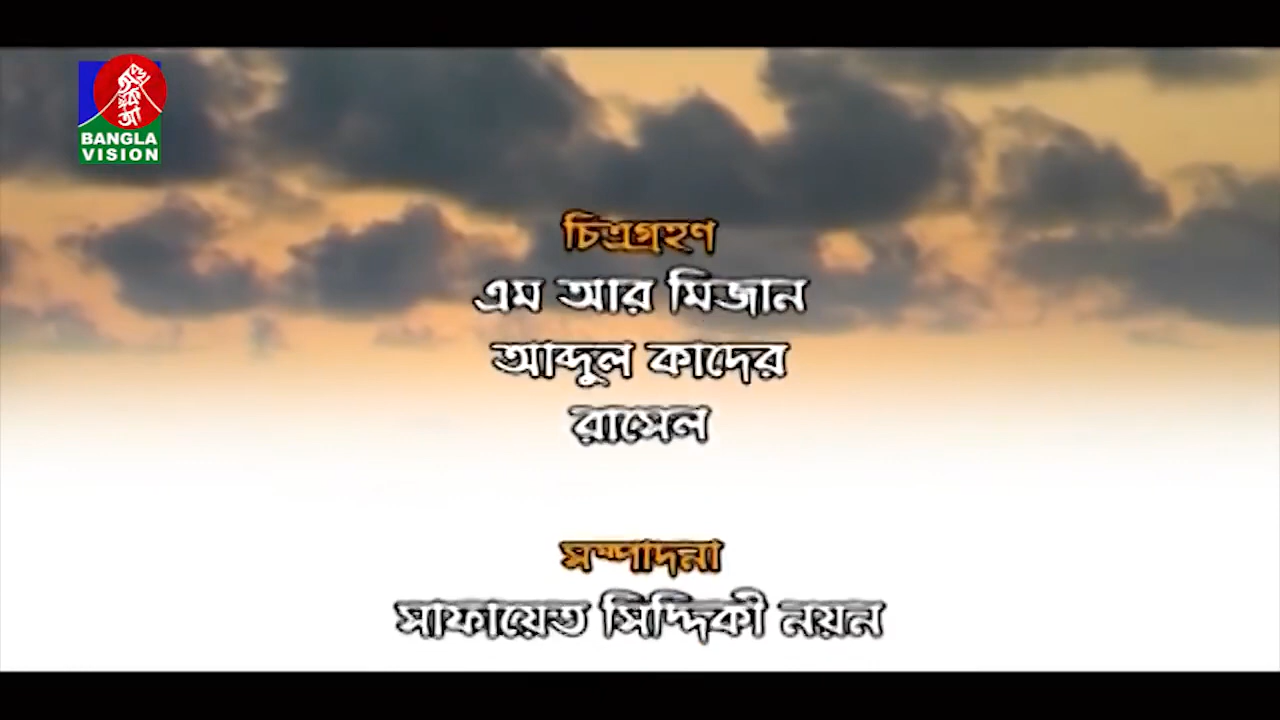 BANGLA
VISION
চিত্রগ্রহণ
এম আর মিজান
আব্দুল কাদের
রাসেল
সম্পাদনা
সাফায়েত সিদ্দিকী নয়ন